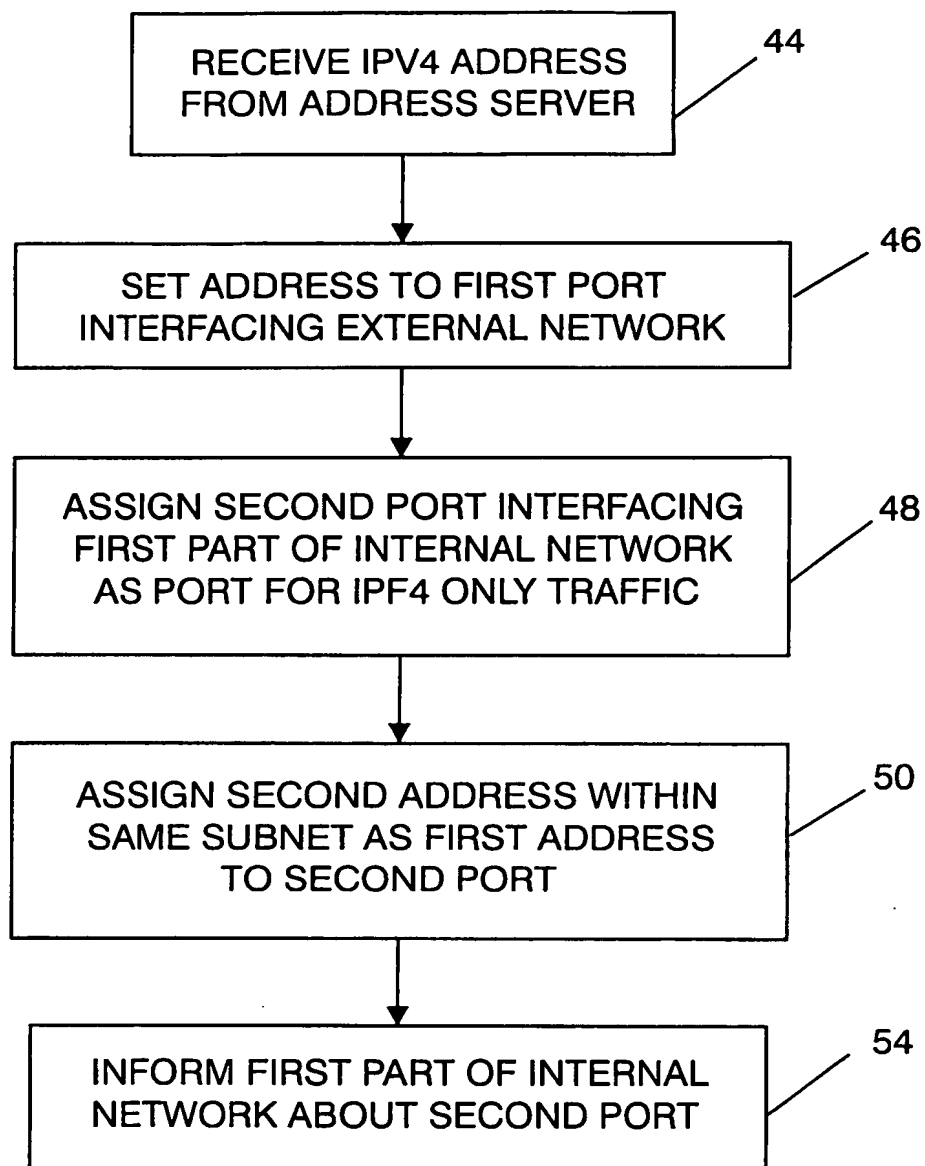 RECEIVE IPV4 ADDRESS
FROM ADDRESS SERVER
44
SET ADDRESS TO FIRST PORT
INTERFACING EXTERNAL NETWORK
46
ASSIGN SECOND PORT INTERFACING
FIRST PART OF INTERNAL NETWORK
AS PORT FOR IPF4 ONLY TRAFFIC
48
ASSIGN SECOND ADDRESS WITHIN
SAME SUBNET AS FIRST ADDRESS
TO SECOND PORT
50
INFORM FIRST PART OF INTERNAL
NETWORK ABOUT SECOND PORT
54